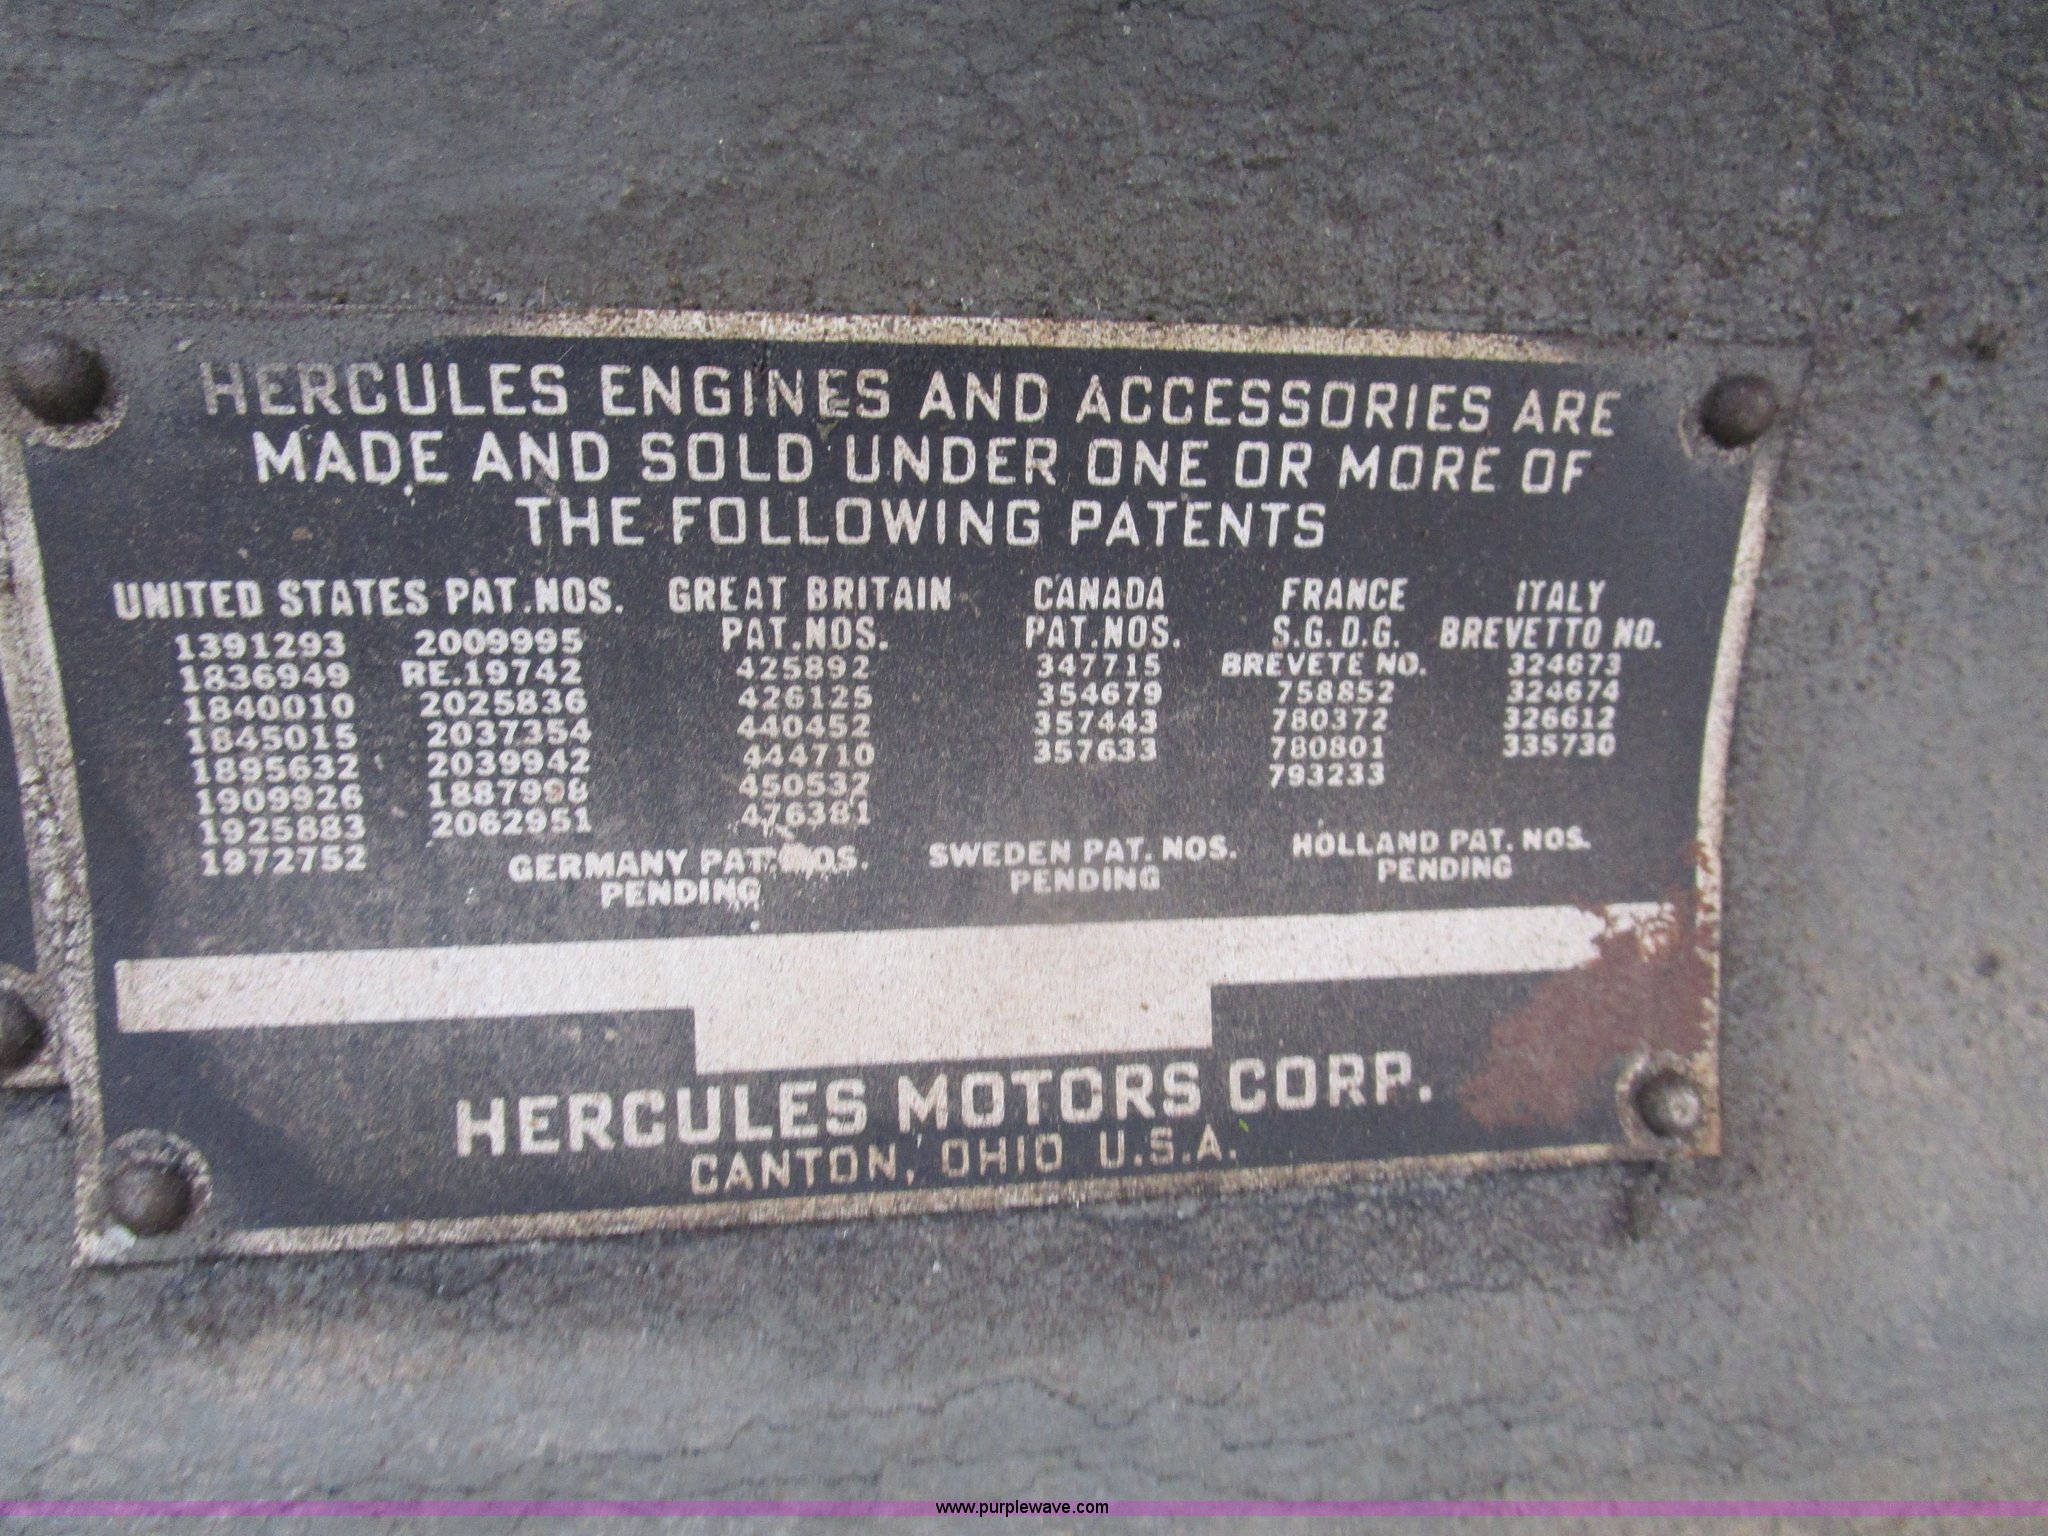 HERCULES ENGINES AND ACCESSORIES ARE
MADE AND SOLD UNDER ONE OR MORE OF
THE FOLLOWING PATENTS
UNITED STATES PAT. NOS.
1391293 2009995
1836949 RE.19742
1840010 2025836
1845015 2037354
1895632 2039942
1909926 1887998
1925883 2062951
1972752
GREAT BRITAIN
PAT. NOS.
425892
426125
440452
444710
450532
476381
CANADA
PAT. NOS.
347715
354679
357443
357633
FRANCE
S.G.D.G.
BREVETE NO.
758852
780372
780801
793233
ITALY
BREVETTO NO.
324673
324674
326612
335730
GERMANY PAT. NOS.
PENDING
SWEDEN PAT. NOS.
PENDING
HOLLAND PAT. NOS.
PENDING
HERCULES MOTORS CORP.
CANTON, OHIO U.S.A.
www.purplewave.com